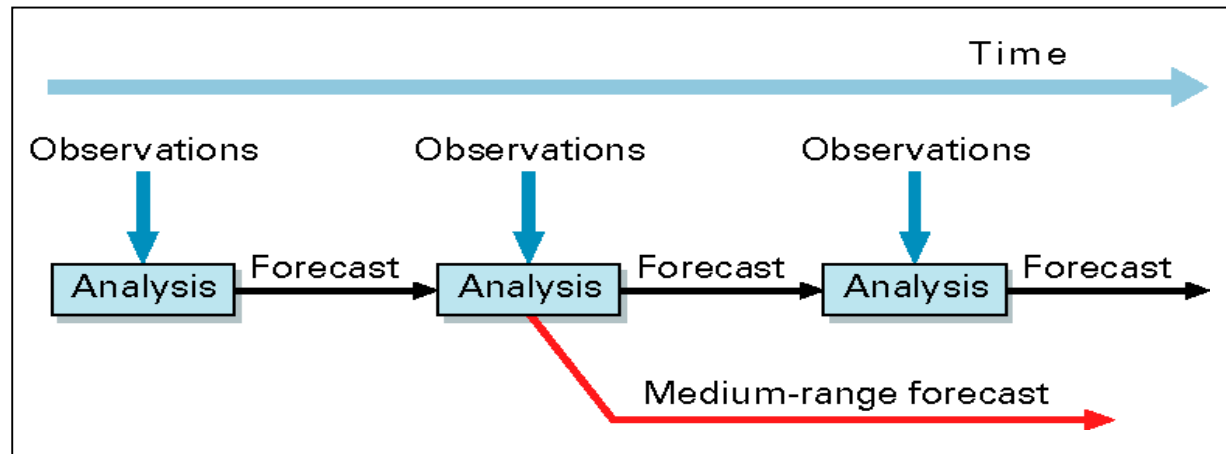 Time
Observations Observations Observations
Analysis Forecast Analysis Forecast Analysis Forecast
Medium-range forecast